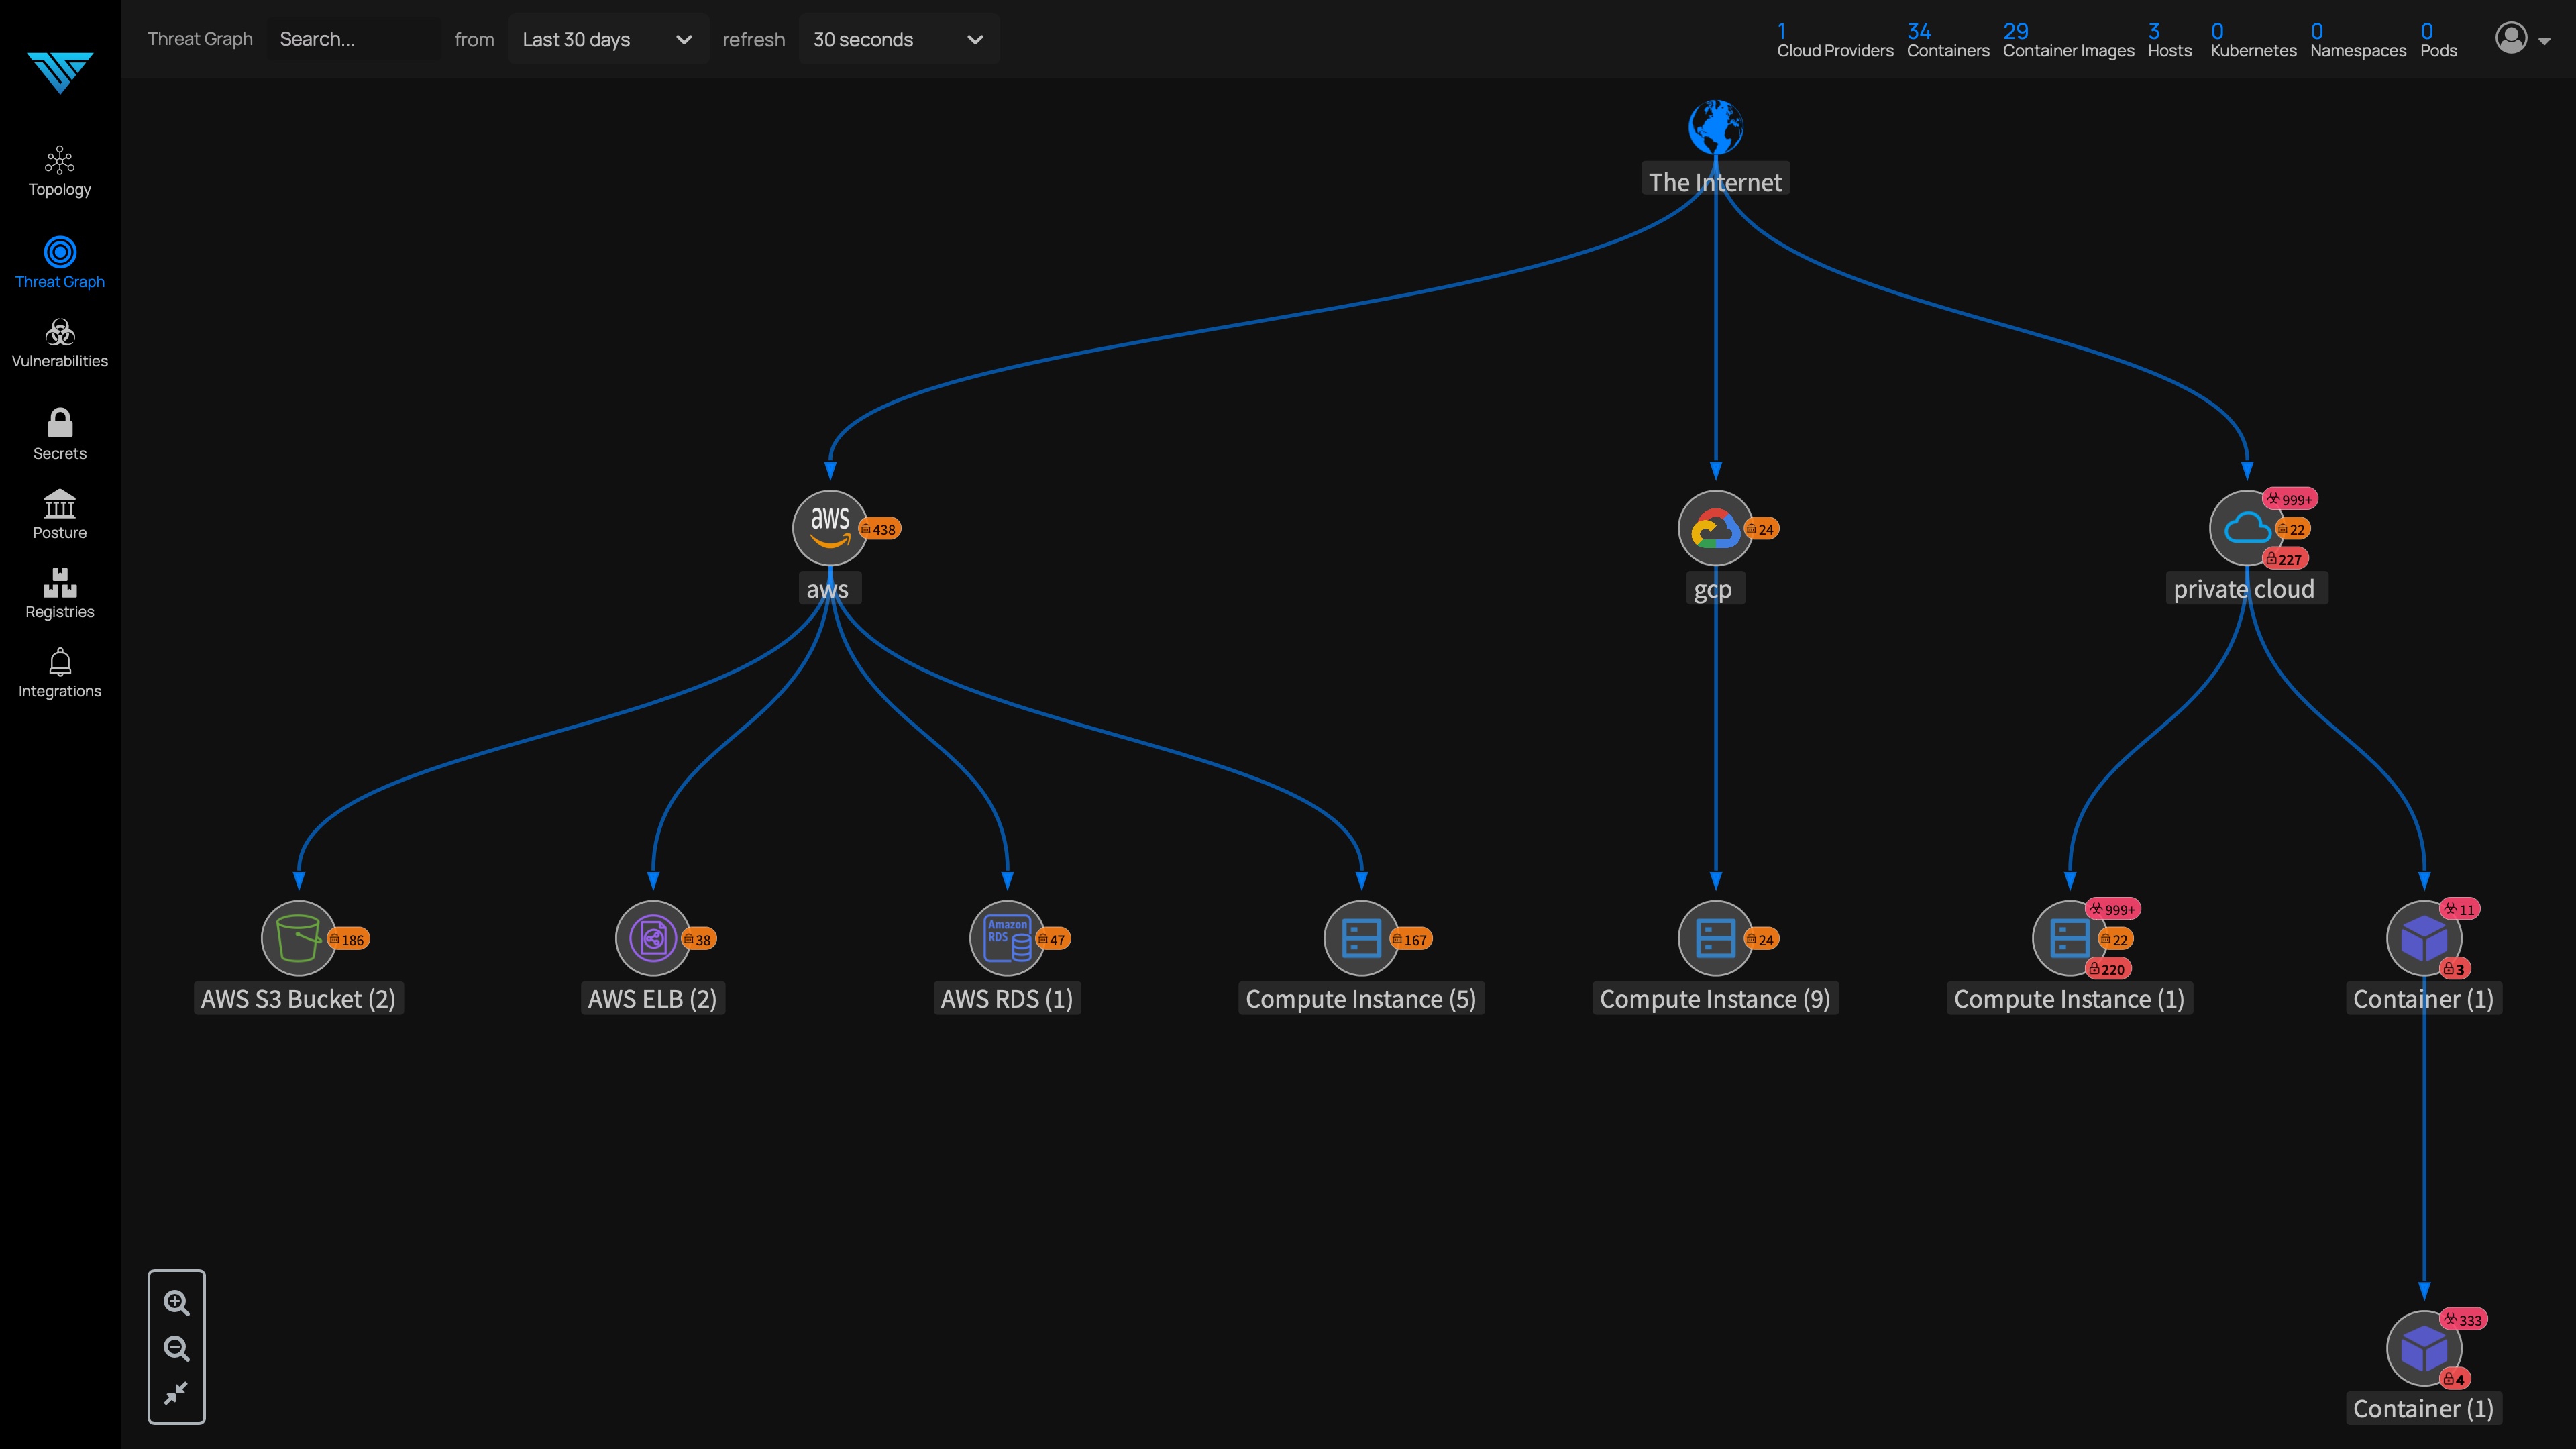 Threat Graph
Search...
from
Last 30 days
refresh
30 seconds
1
Cloud Providers
34
Containers
29
Container Images
3
Hosts
0
Kubernetes
0
Namespaces
0
Pods
Topology
Threat Graph
Vulnerabilities
Secrets
Posture
Registries
Integrations
The Internet
aws
438
aws
24
gcp
999+
22
227
private cloud
186
AWS S3 Bucket (2)
38
AWS ELB (2)
Amazon
RDS
47
AWS RDS (1)
167
Compute Instance (5)
24
Compute Instance (9)
999+
22
220
Compute Instance (1)
11
3
Container (1)
333
4
Container (1)